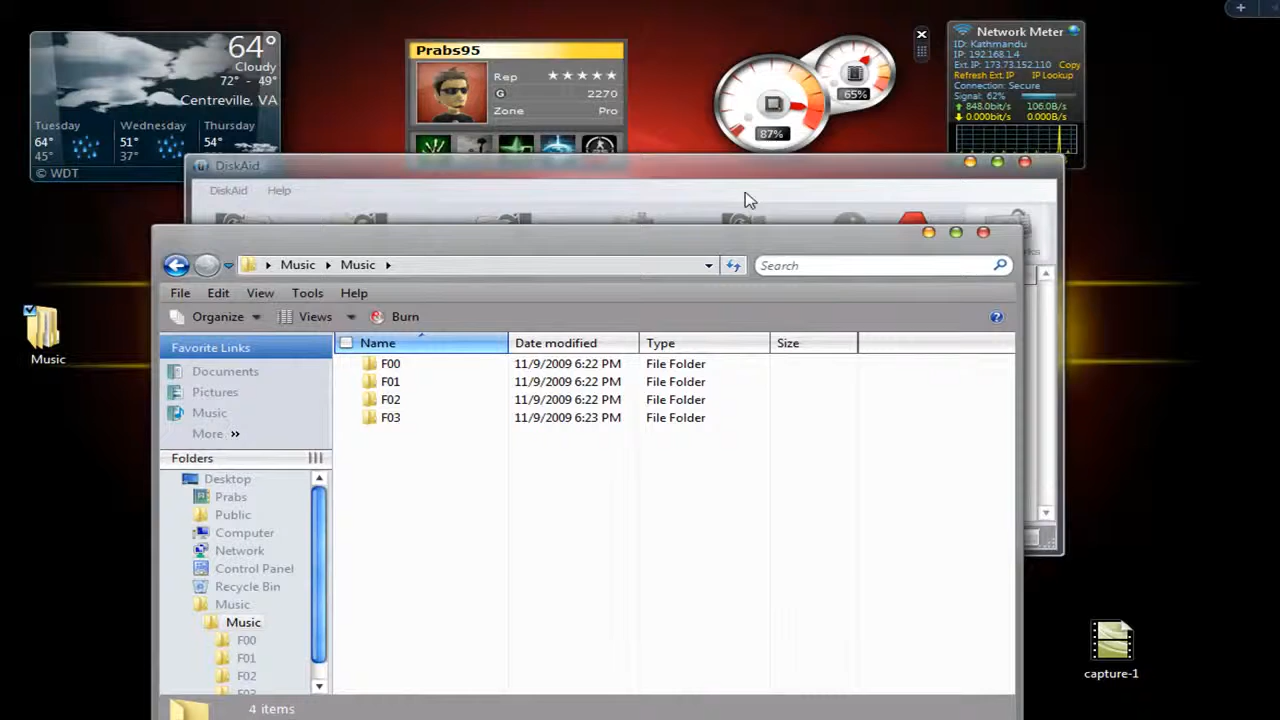 64°
Cloudy
72° - 49°
Centreville, VA
Tuesday Wednesday Thursday
64° 51° 54°
45° 37°
© WDT
Prabs95
Rep
G 2270
Zone Pro
87%
65%
Network Meter
ID: Kathmandu
IP: 192.168.1.4
Ext. IP: 173.73.152.110 Copy
Refresh Ext. IP IP Lookup
Connection: Secure
Signal: 62%
848.0bit/s 106.0B/s
0.000bit/s 0.000B/s
DiskAid
DiskAid Help
Music Music
Search
File Edit View Tools Help
Organize Views Burn
Favorite Links
Documents
Pictures
Music
More »
Folders
Desktop
Prabs
Public
Computer
Network
Control Panel
Recycle Bin
Music
Music
F00
F01
F02
F03
Name Date modified Type Size
F00 11/9/2009 6:22 PM File Folder
F01 11/9/2009 6:22 PM File Folder
F02 11/9/2009 6:22 PM File Folder
F03 11/9/2009 6:23 PM File Folder
4 items
Music
capture-1